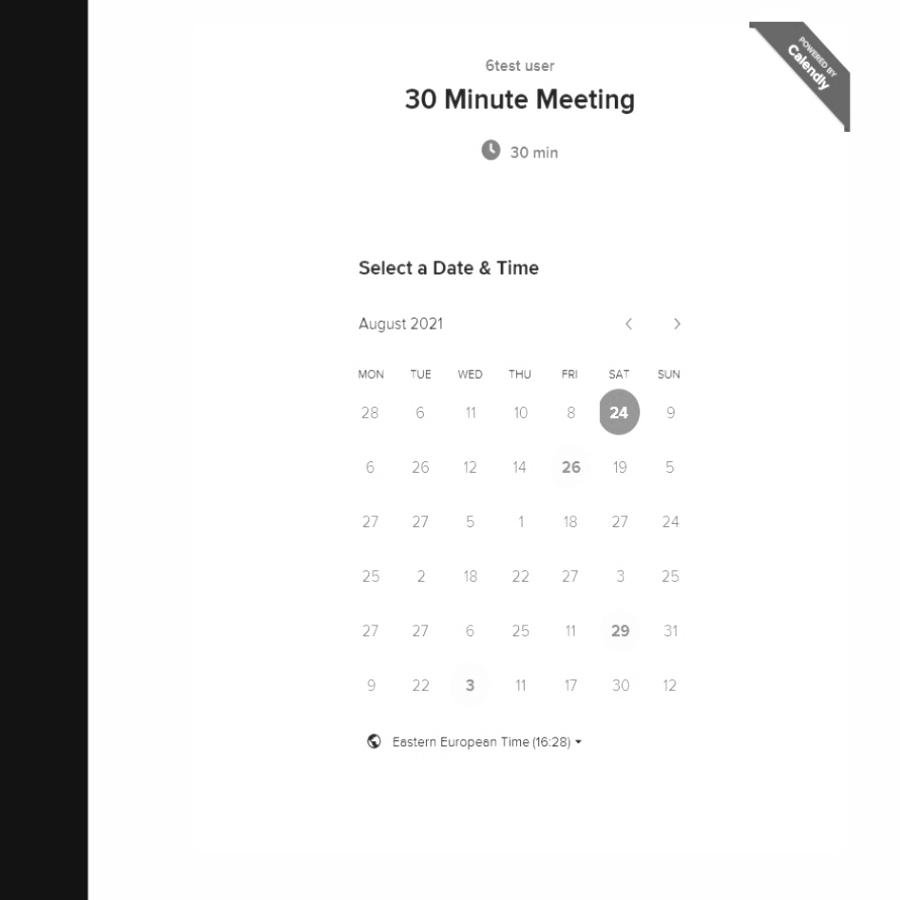 6test user
POWERED BY
Calendly
30 Minute Meeting
30 min
Select a Date & Time
August 2021
MON TUE WED THU FRI SAT SUN
28 6 11 10 8 24 9
6 26 12 14 26 19 5
27 27 5 1 18 27 24
25 2 18 22 27 3 25
27 27 6 25 11 29 31
9 22 3 11 17 30 12
Eastern European Time (16:28)